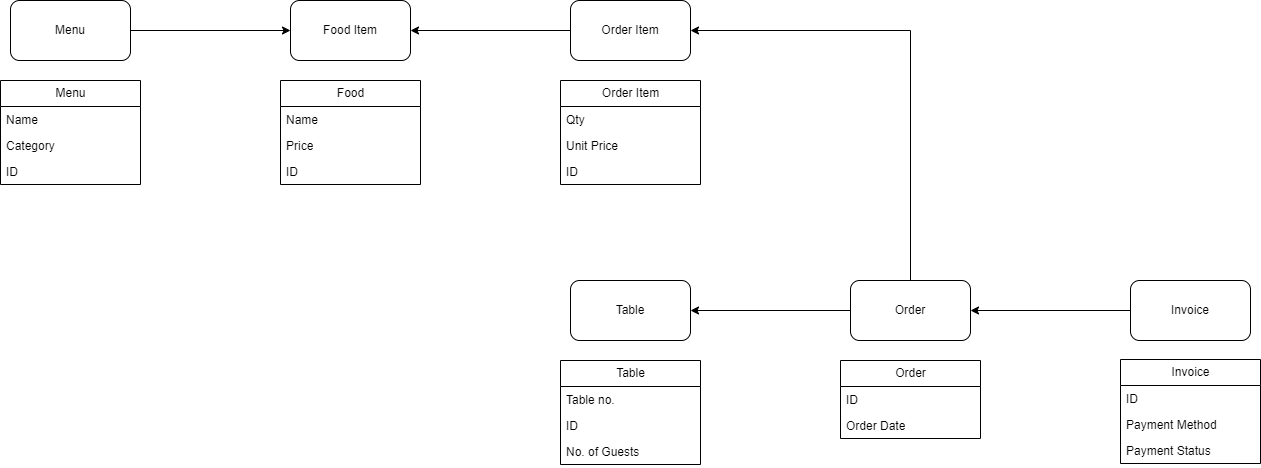 Menu
Food Item
Order Item
Menu
Name
Category
ID
Food
Name
Price
ID
Order Item
Qty
Unit Price
ID
Table
Order
Invoice
Table
Table no.
ID
No. of Guests
Order
ID
Order Date
Invoice
ID
Payment Method
Payment Status